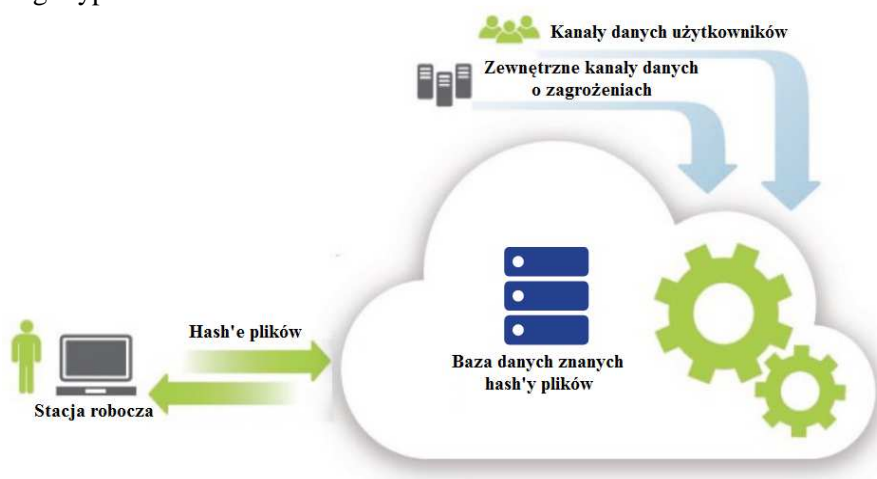 Kanały danych użytkowników
Zewnętrzne kanały danych
o zagrożeniach
Hash'e plików
Baza danych znanych
hash'y plików
Stacja robocza